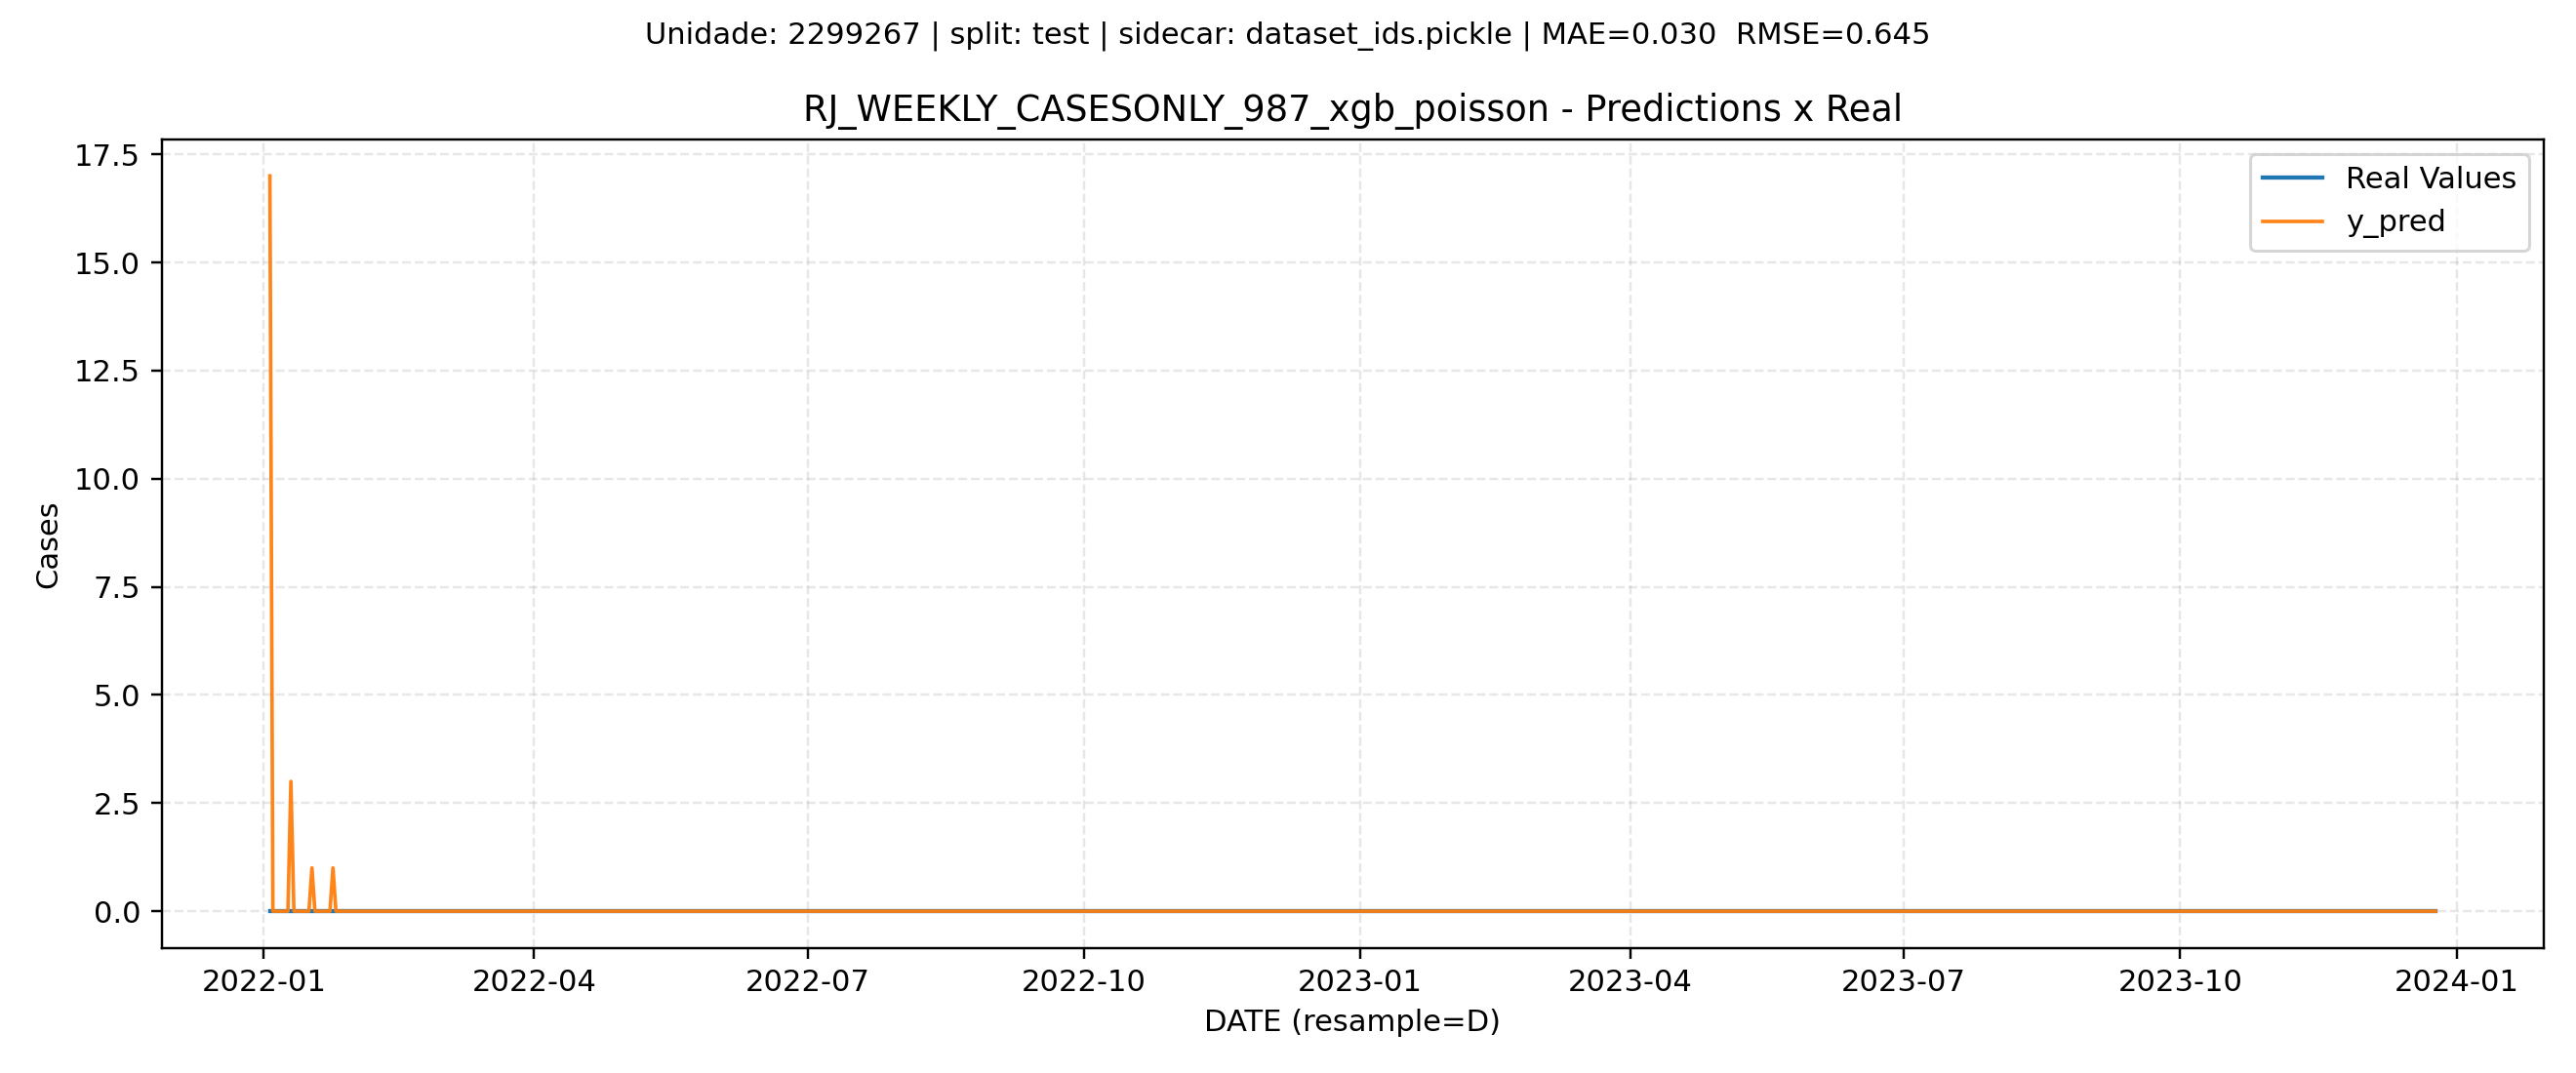 Unidade: 2299267 | split: test | sidecar: dataset_ids.pickle | MAE=0.030  RMSE=0.645
RJ_WEEKLY_CASESONLY_987_xgb_poisson - Predictions x Real
Real Values
y_pred
17.5
15.0
12.5
10.0
7.5
5.0
2.5
0.0
Cases
2022-01
2022-04
2022-07
2022-10
2023-01
2023-04
2023-07
2023-10
2024-01
DATE (resample=D)